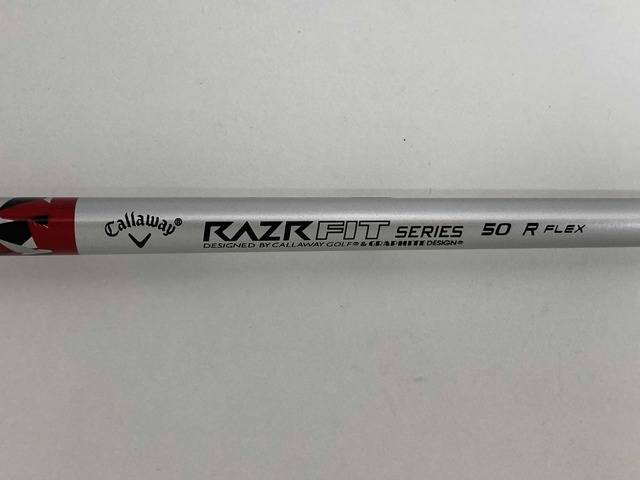 Callaway® RAZR FIT SERIES 50 R FLEX
DESIGNED BY CALLAWAY GOLF® & GRAPHITE DESIGN®